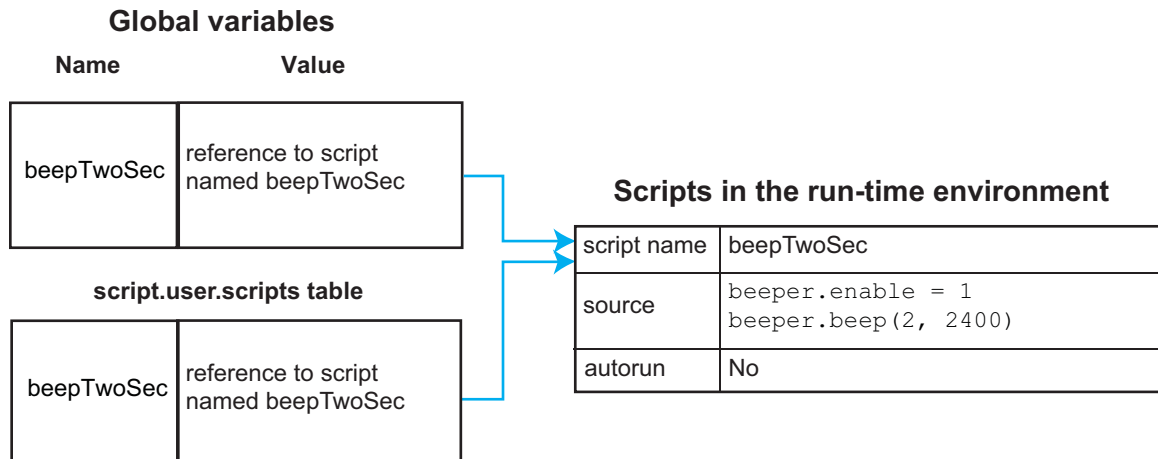 Global variables
Name Value
beepTwoSec
reference to script
named beepTwoSec
script.user.scripts table
beepTwoSec
reference to script
named beepTwoSec
Scripts in the run-time environment
script name beepTwoSec
source
beeper.enable = 1
beeper.beep(2, 2400)
autorun No